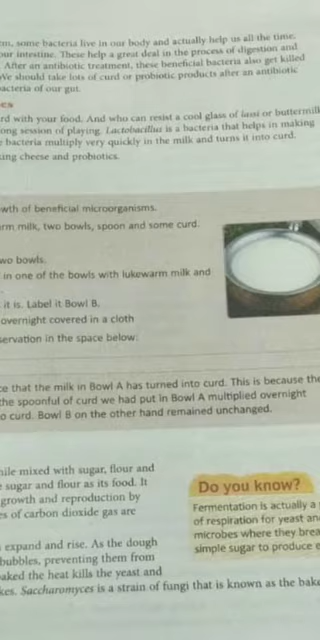 m, some bacteria live in our body and actually help us all the time.
our intestine. These help a great deal in the process of digestion and
After an antibiotic treatment, these beneficial bacteria also get killed
We should take lots of curd or probiotic products after an antibiotic
acteria of our gut.
cs
rd with your food. And who can resist a cool glass of lassi or buttermilk
ong session of playing. Lactobacillus is a bacteria that helps in making
e bacteria multiply very quickly in the milk and turns it into curd.
king cheese and probiotics.
wth of beneficial microorganisms.
rm milk, two bowls, spoon and some curd.
wo bowls.
in one of the bowls with lukewarm milk and
it is. Label it Bowl B.
overnight covered in a cloth
servation in the space below:
ce that the milk in Bowl A has turned into curd. This is because the
the spoonful of curd we had put in Bowl A multiplied overnight
o curd. Bowl B on the other hand remained unchanged.
hile mixed with sugar, flour and
e sugar and flour as its food. It
growth and reproduction by
es of carbon dioxide gas are
expand and rise. As the dough
bubbles, preventing them from
aked the heat kills the yeast and
kes. Saccharomyces is a strain of fungi that is known as the bake
Do you know?
Fermentation is actually a
of respiration for yeast an
microbes where they brea
simple sugar to produce e